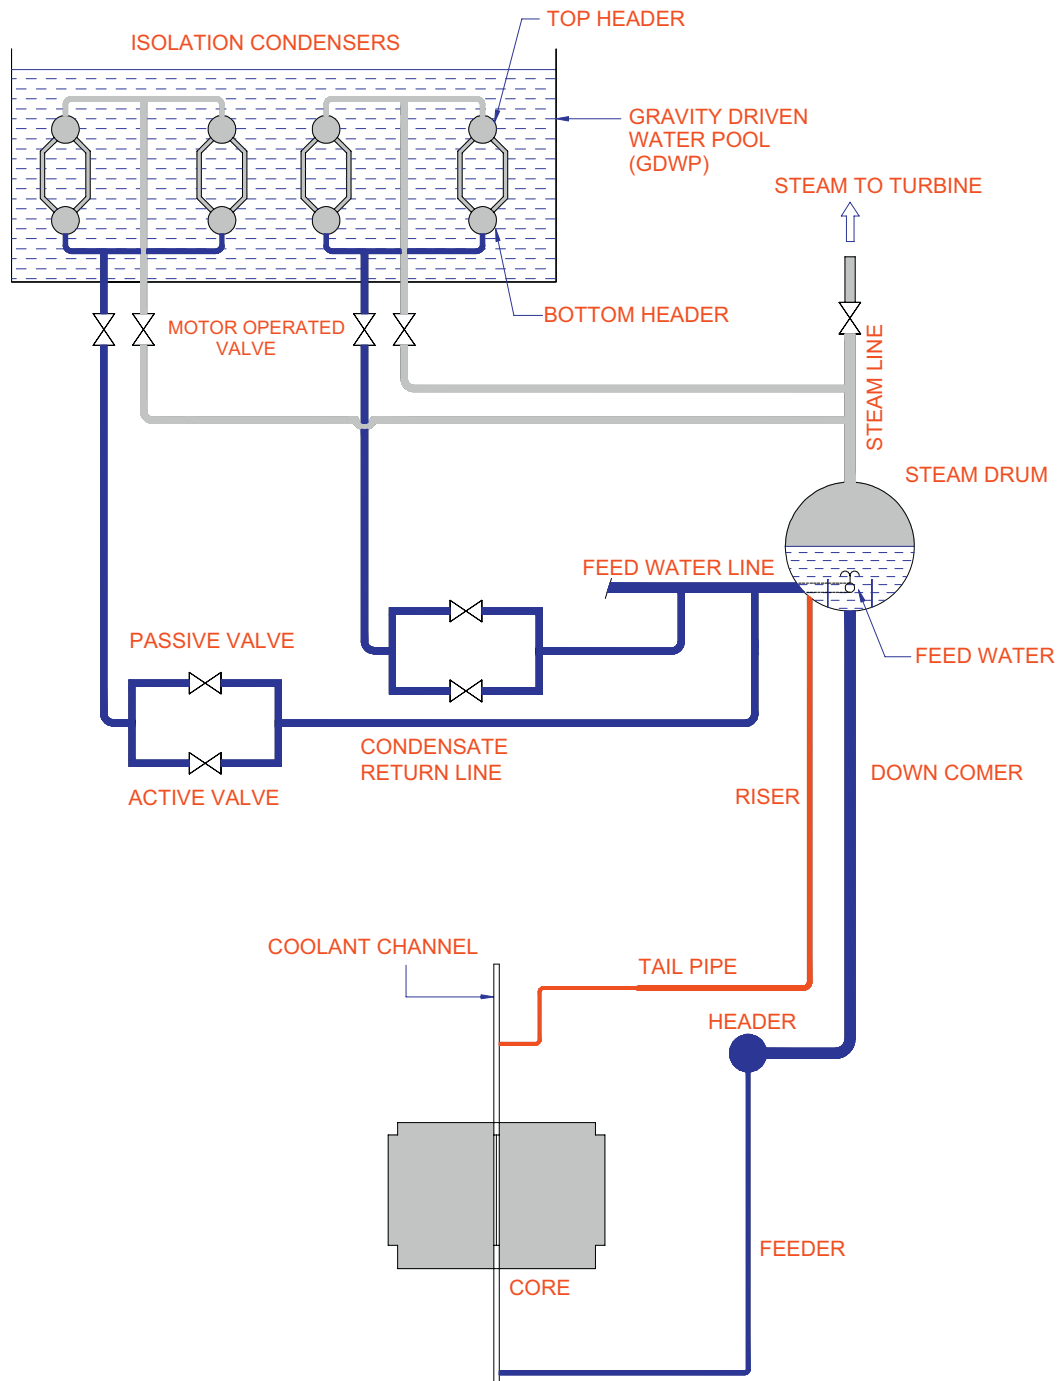 TOP HEADER
ISOLATION CONDENSERS
GRAVITY DRIVEN
WATER POOL
(GDWP)
STEAM TO TURBINE
BOTTOM HEADER
MOTOR OPERATED
VALVE
STEAM LINE
STEAM DRUM
FEED WATER LINE
PASSIVE VALVE
FEED WATER
CONDENSATE
RETURN LINE
DOWN COMER
ACTIVE VALVE
RISER
COOLANT CHANNEL
TAIL PIPE
HEADER
FEEDER
CORE